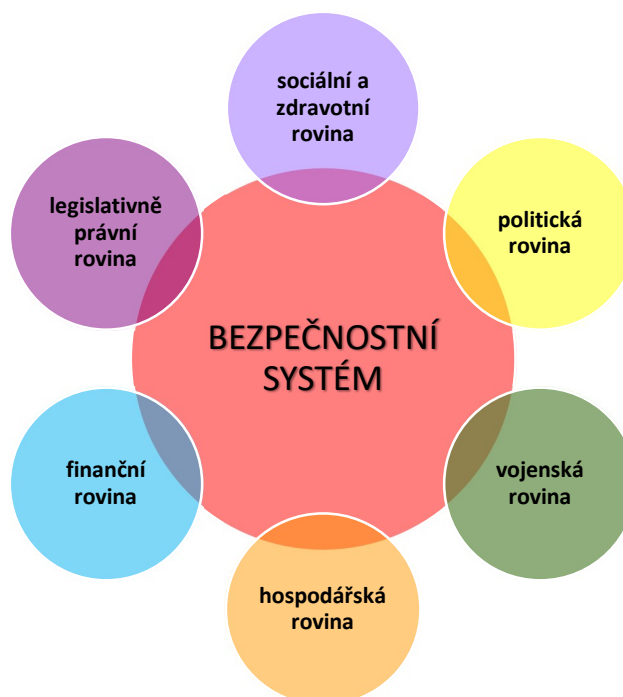 sociální a
zdravotní
rovina
legislativně
právní
rovina
politická
rovina
BEZPEČNOSTNÍ
SYSTÉM
finanční
rovina
vojenská
rovina
hospodářská
rovina